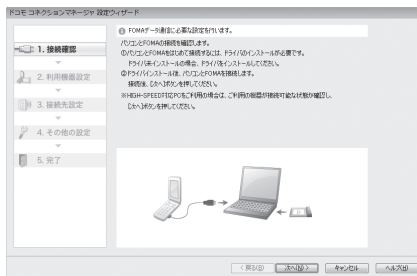 ドコモ コネクションマネージャ 設定ウィザード
FOMAデータ通信に必要な設定を行います。
1. 接続確認
パソコンとFOMAの接続を確認します。
①パソコンとFOMAをはじめて接続するには、ドライバのインストールが必要です。
ドライバ未インストールの場合、ドライバをインストールしてください。
②ドライバインストール後、パソコンとFOMAを接続します。
接続後、[次へ]ボタンを押してください。
※HIGH-SPEED対応PCをご利用の場合は、ご利用の機器が接続可能な状態か確認し、
[次へ]ボタンを押してください。
2. 利用機器設定
3. 接続先設定
4. その他の設定
5. 完了
< 戻る(B)
次へ(N) >
キャンセル
ヘルプ(H)